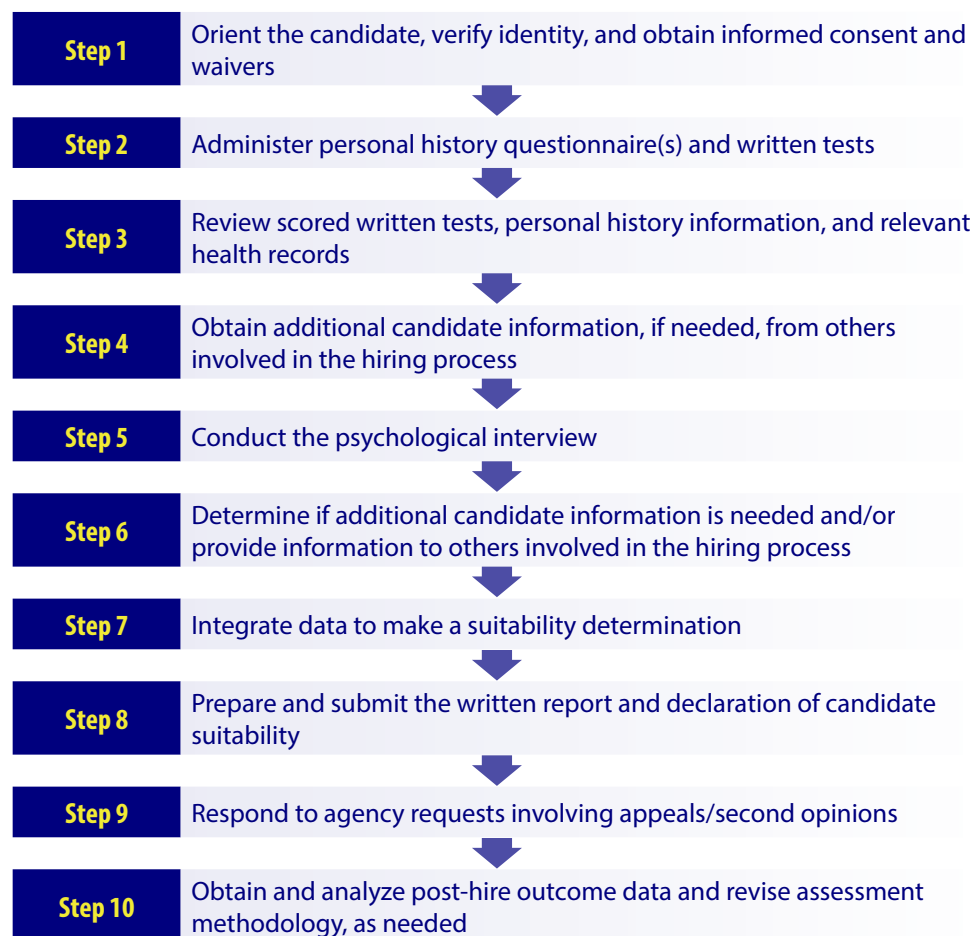 Step 1
Orient the candidate, verify identity, and obtain informed consent and
waivers
Step 2
Administer personal history questionnaire(s) and written tests
Step 3
Review scored written tests, personal history information, and relevant
health records
Step 4
Obtain additional candidate information, if needed, from others
involved in the hiring process
Step 5
Conduct the psychological interview
Step 6
Determine if additional candidate information is needed and/or
provide information to others involved in the hiring process
Step 7
Integrate data to make a suitability determination
Step 8
Prepare and submit the written report and declaration of candidate
suitability
Step 9
Respond to agency requests involving appeals/second opinions
Step 10
Obtain and analyze post-hire outcome data and revise assessment
methodology, as needed